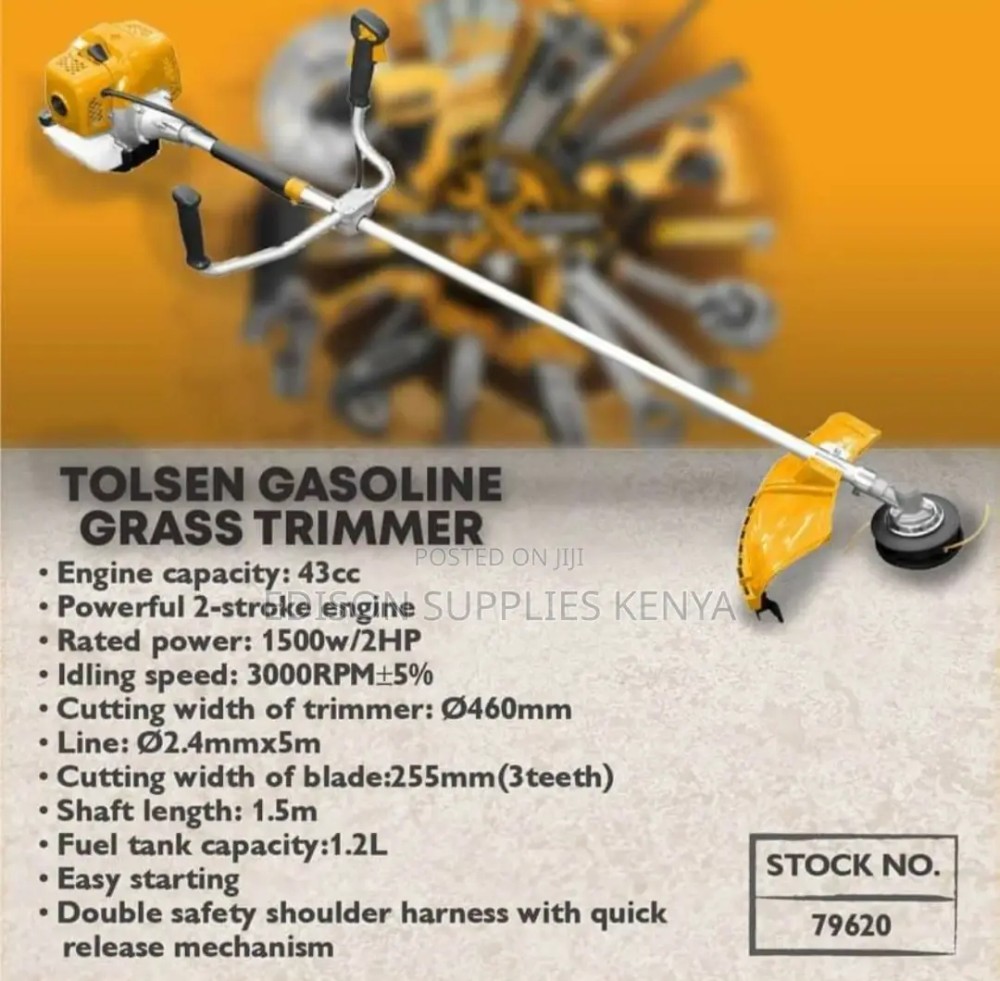 TOLSEN GASOLINE
GRASS TRIMMER
POSTED ON JIJI
• Engine capacity: 43cc
• Powerful 2-stroke engine
EDISON SUPPLIES KENYA
• Rated power: 1500w/2HP
• Idling speed: 3000RPM±5%
• Cutting width of trimmer: Ø460mm
• Line: Ø2.4mmx5m
• Cutting width of blade:255mm(3teeth)
• Shaft length: 1.5m
• Fuel tank capacity:1.2L
• Easy starting
• Double safety shoulder harness with quick
release mechanism
STOCK NO.
79620